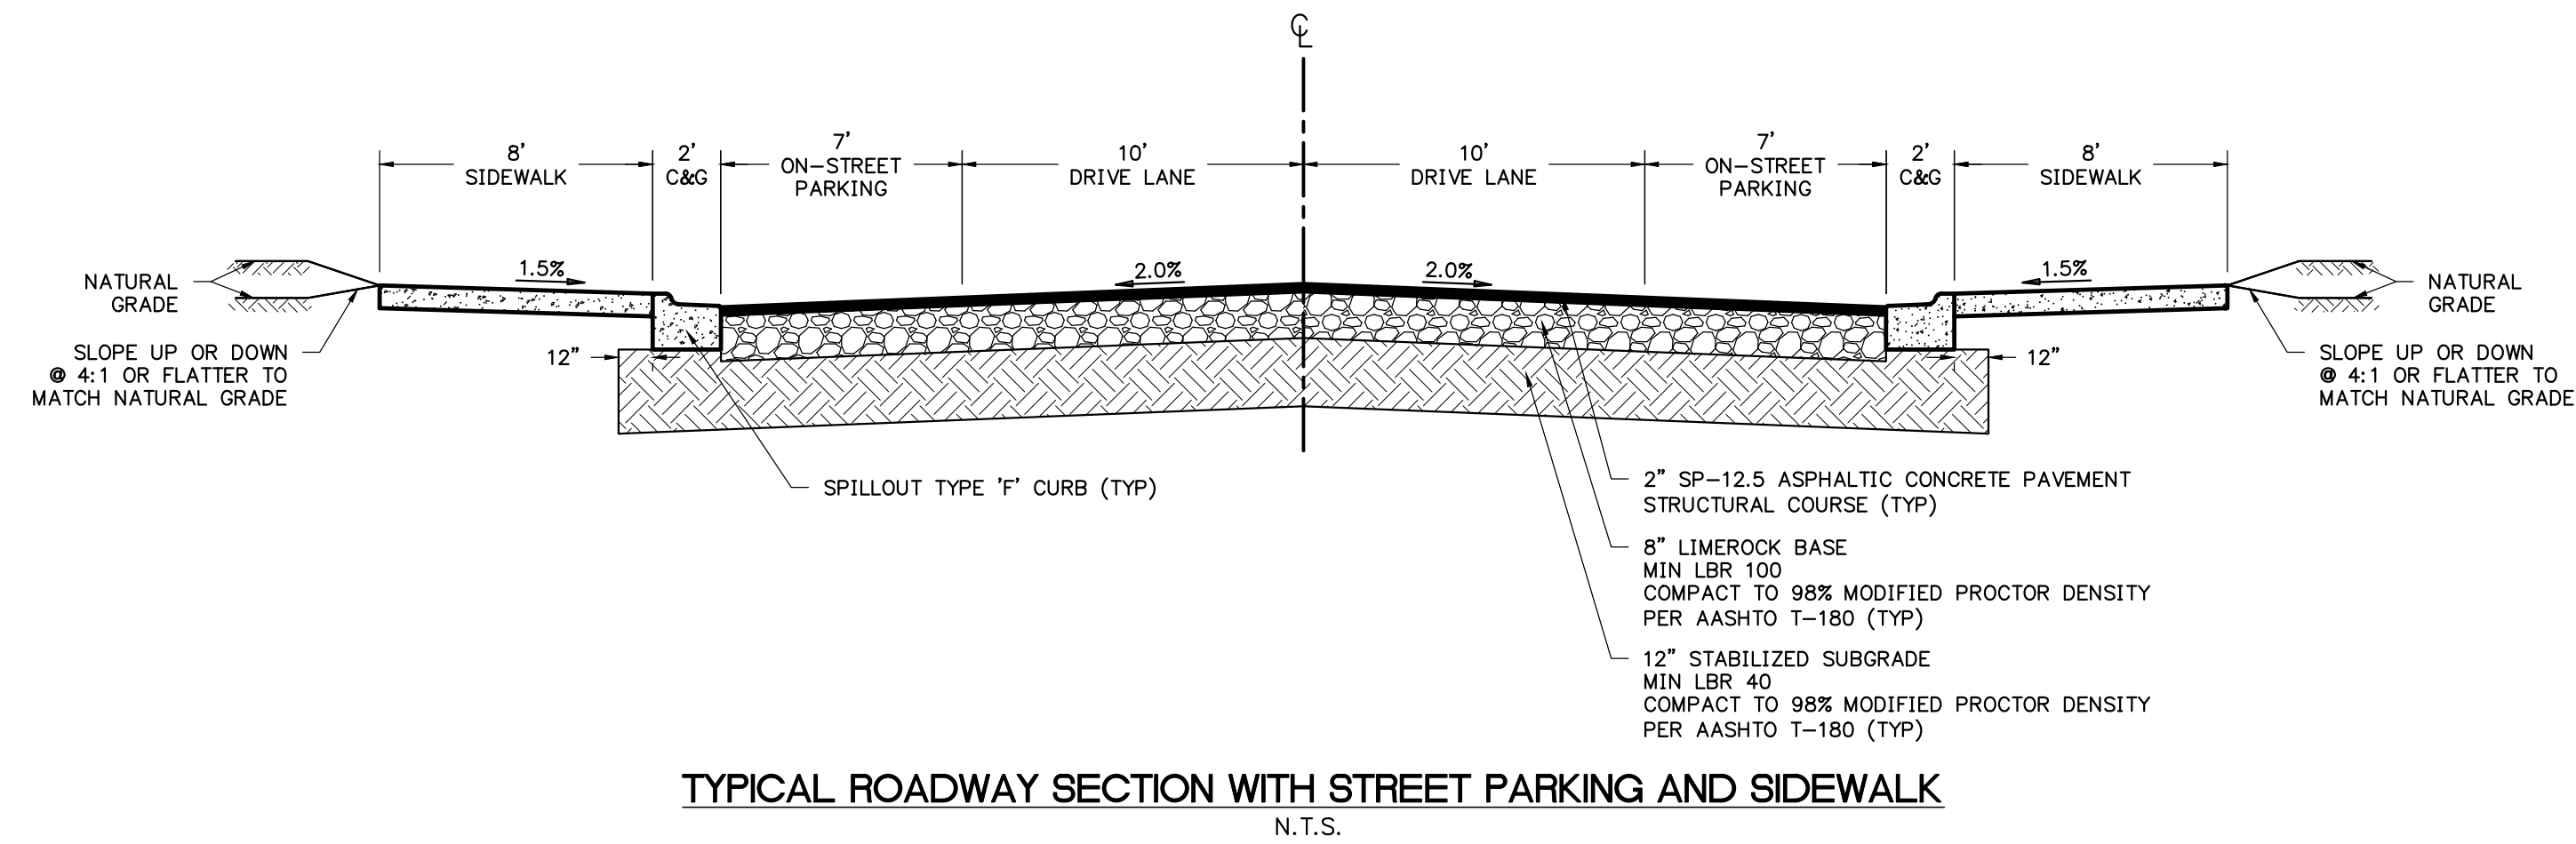 ℄
8'
SIDEWALK
2'
C&G
7'
ON-STREET
PARKING
10'
DRIVE LANE
10'
DRIVE LANE
7'
ON-STREET
PARKING
2'
C&G
8'
SIDEWALK
NATURAL
GRADE
1.5%
2.0%
2.0%
1.5%
NATURAL
GRADE
SLOPE UP OR DOWN
@ 4:1 OR FLATTER TO
MATCH NATURAL GRADE
12"
12"
SLOPE UP OR DOWN
@ 4:1 OR FLATTER TO
MATCH NATURAL GRADE
SPILLOUT TYPE 'F' CURB (TYP)
2" SP-12.5 ASPHALTIC CONCRETE PAVEMENT
STRUCTURAL COURSE (TYP)
8" LIMEROCK BASE
MIN LBR 100
COMPACT TO 98% MODIFIED PROCTOR DENSITY
PER AASHTO T-180 (TYP)
12" STABILIZED SUBGRADE
MIN LBR 40
COMPACT TO 98% MODIFIED PROCTOR DENSITY
PER AASHTO T-180 (TYP)
TYPICAL ROADWAY SECTION WITH STREET PARKING AND SIDEWALK
N.T.S.